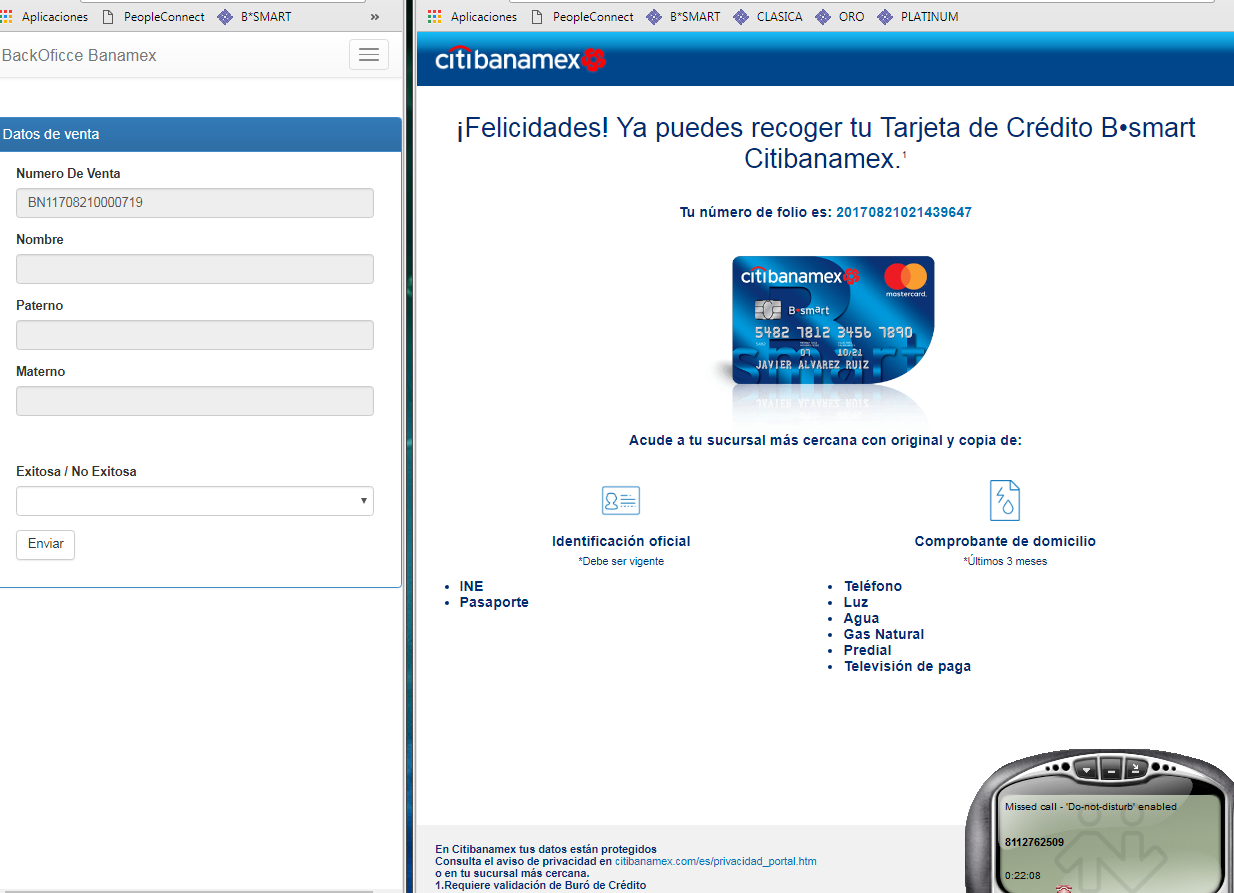 Aplicaciones PeopleConnect B*SMART »
BackOficce Banamex
Datos de venta
Numero De Venta
BN11708210000719
Nombre
Paterno
Materno
Exitosa / No Exitosa
Enviar
Aplicaciones PeopleConnect B*SMART CLASICA ORO PLATINUM
citibanamex
¡Felicidades! Ya puedes recoger tu Tarjeta de Crédito B•smart
Citibanamex.1
Tu número de folio es: 20170821021439647
citibanamex
mastercard.
B•smart
5482 7812 3456 7890
5482
07 10/21
JAVIER ALVAREZ RUIZ
smart
Acude a tu sucursal más cercana con original y copia de:
Identificación oficial
*Debe ser vigente
• INE
• Pasaporte
Comprobante de domicilio
*Últimos 3 meses
• Teléfono
• Luz
• Agua
• Gas Natural
• Predial
• Televisión de paga
En Citibanamex tus datos están protegidos
Consulta el aviso de privacidad en citibanamex.com/es/privacidad_portal.htm
o en tu sucursal más cercana.
1.Requiere validación de Buró de Crédito
Missed call - 'Do-not-disturb' enabled
8112762509
0:22:08